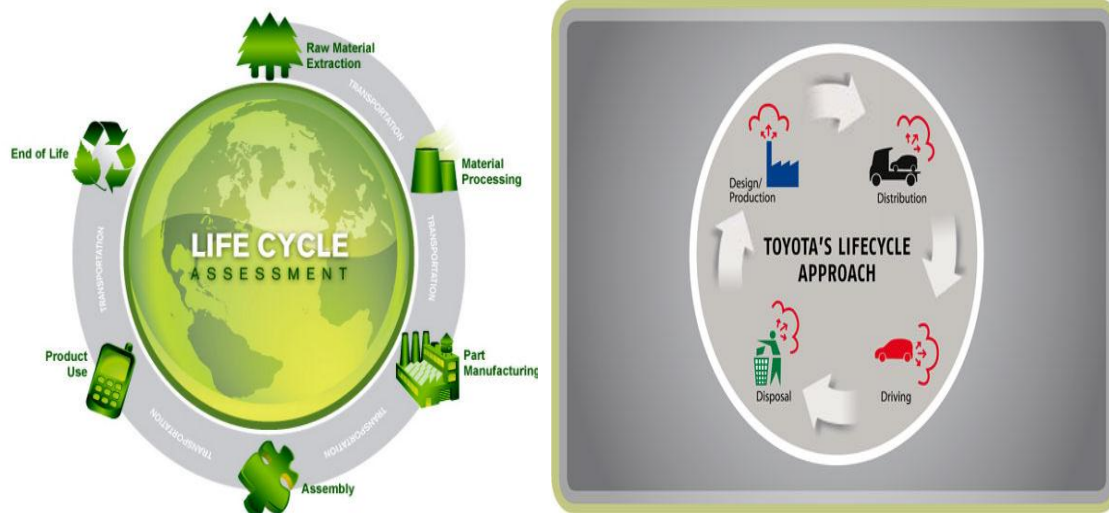 Raw Material
Extraction
TRANSPORTATION
Material
Processing
TRANSPORTATION
Part
Manufacturing
TRANSPORTATION
Assembly
TRANSPORTATION
Product
Use
TRANSPORTATION
End of Life
LIFE CYCLE
ASSESSMENT
Design/
Production
Distribution
TOYOTA'S LIFECYCLE
APPROACH
Disposal
Driving